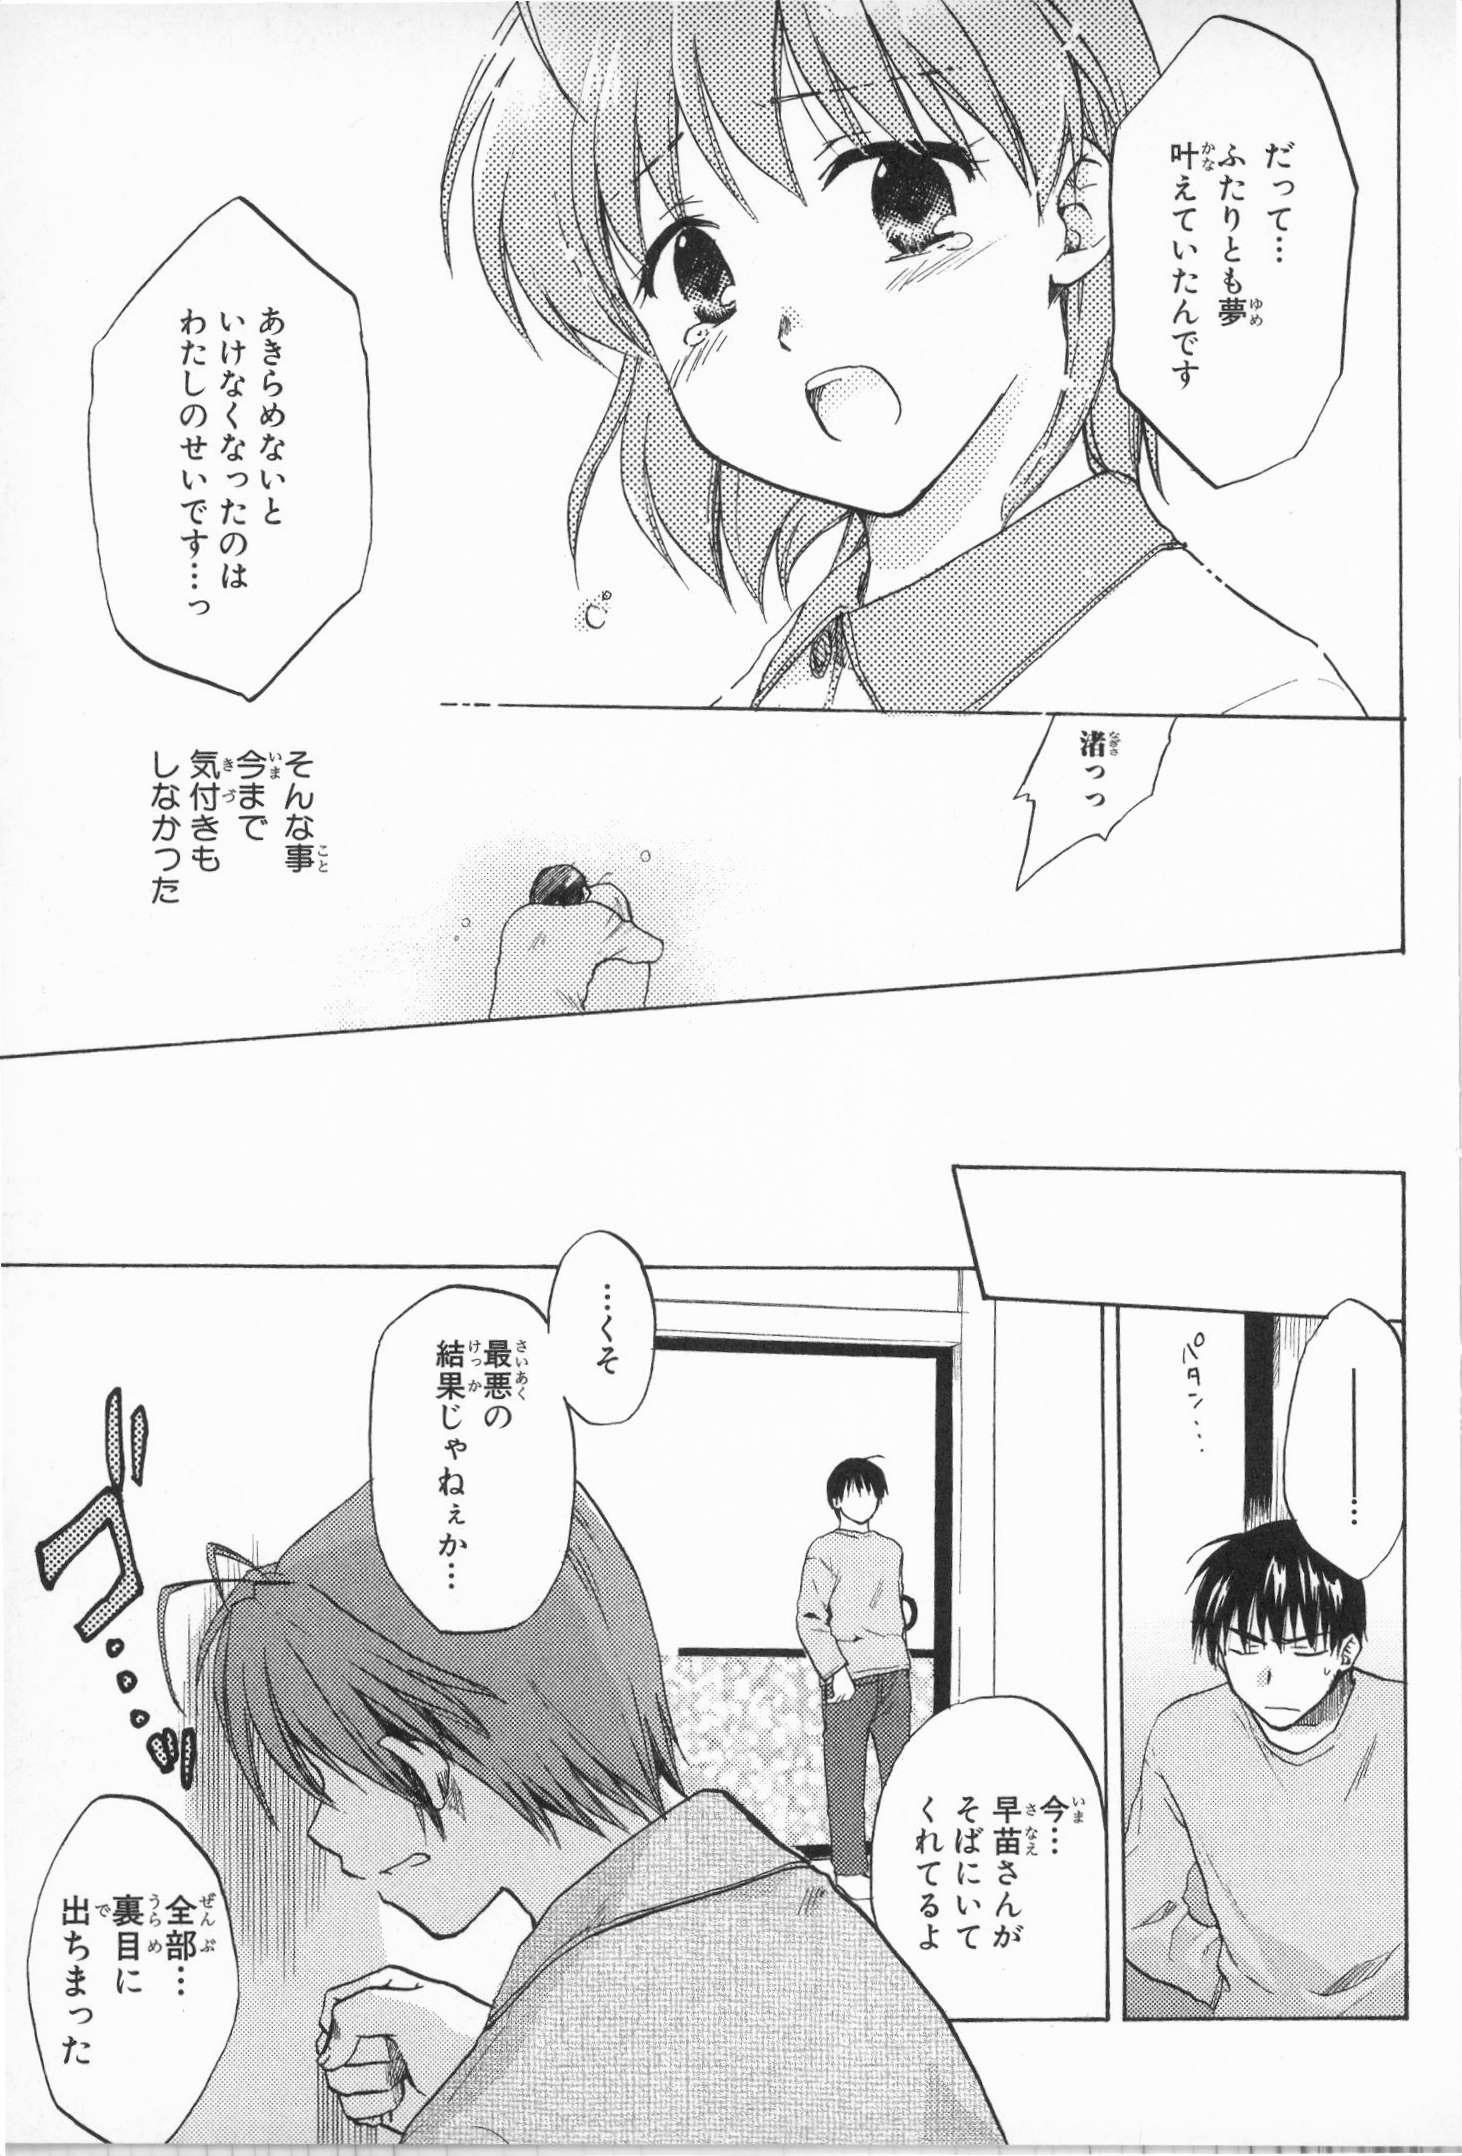 だって…
ふたりとも夢
叶えていたんです
あきらめないと
いけなくなったのは
わたしのせいです…っ
渚っっ
そんな事
今まで
気付きも
しなかった
――…
パタン…
今…
早苗さんが
そばにいて
くれてるよ
…くそ
最悪の
結果じゃねぇか…
グッ
全部…
裏目に
出ちまった